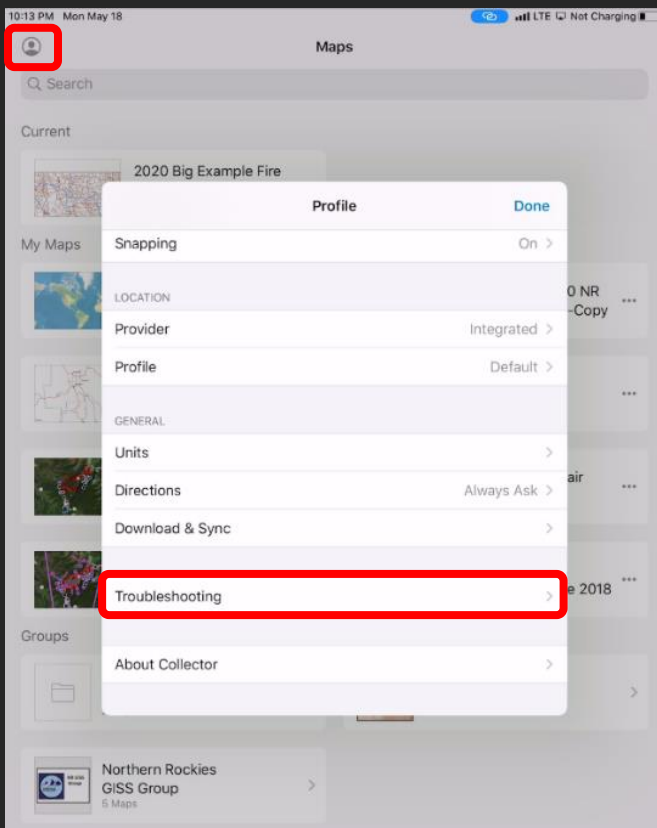 10:13 PM Mon May 18
LTE Not Charging
Maps
Search
Current
2020 Big Example Fire
Profile
Done
My Maps
Snapping
On
LOCATION
0 NR
-Copy
Provider
Integrated
Profile
Default
GENERAL
Units
air
Directions
Always Ask
Download & Sync
Troubleshooting
e 2018
Groups
About Collector
Northern Rockies
GISS Group
5 Maps